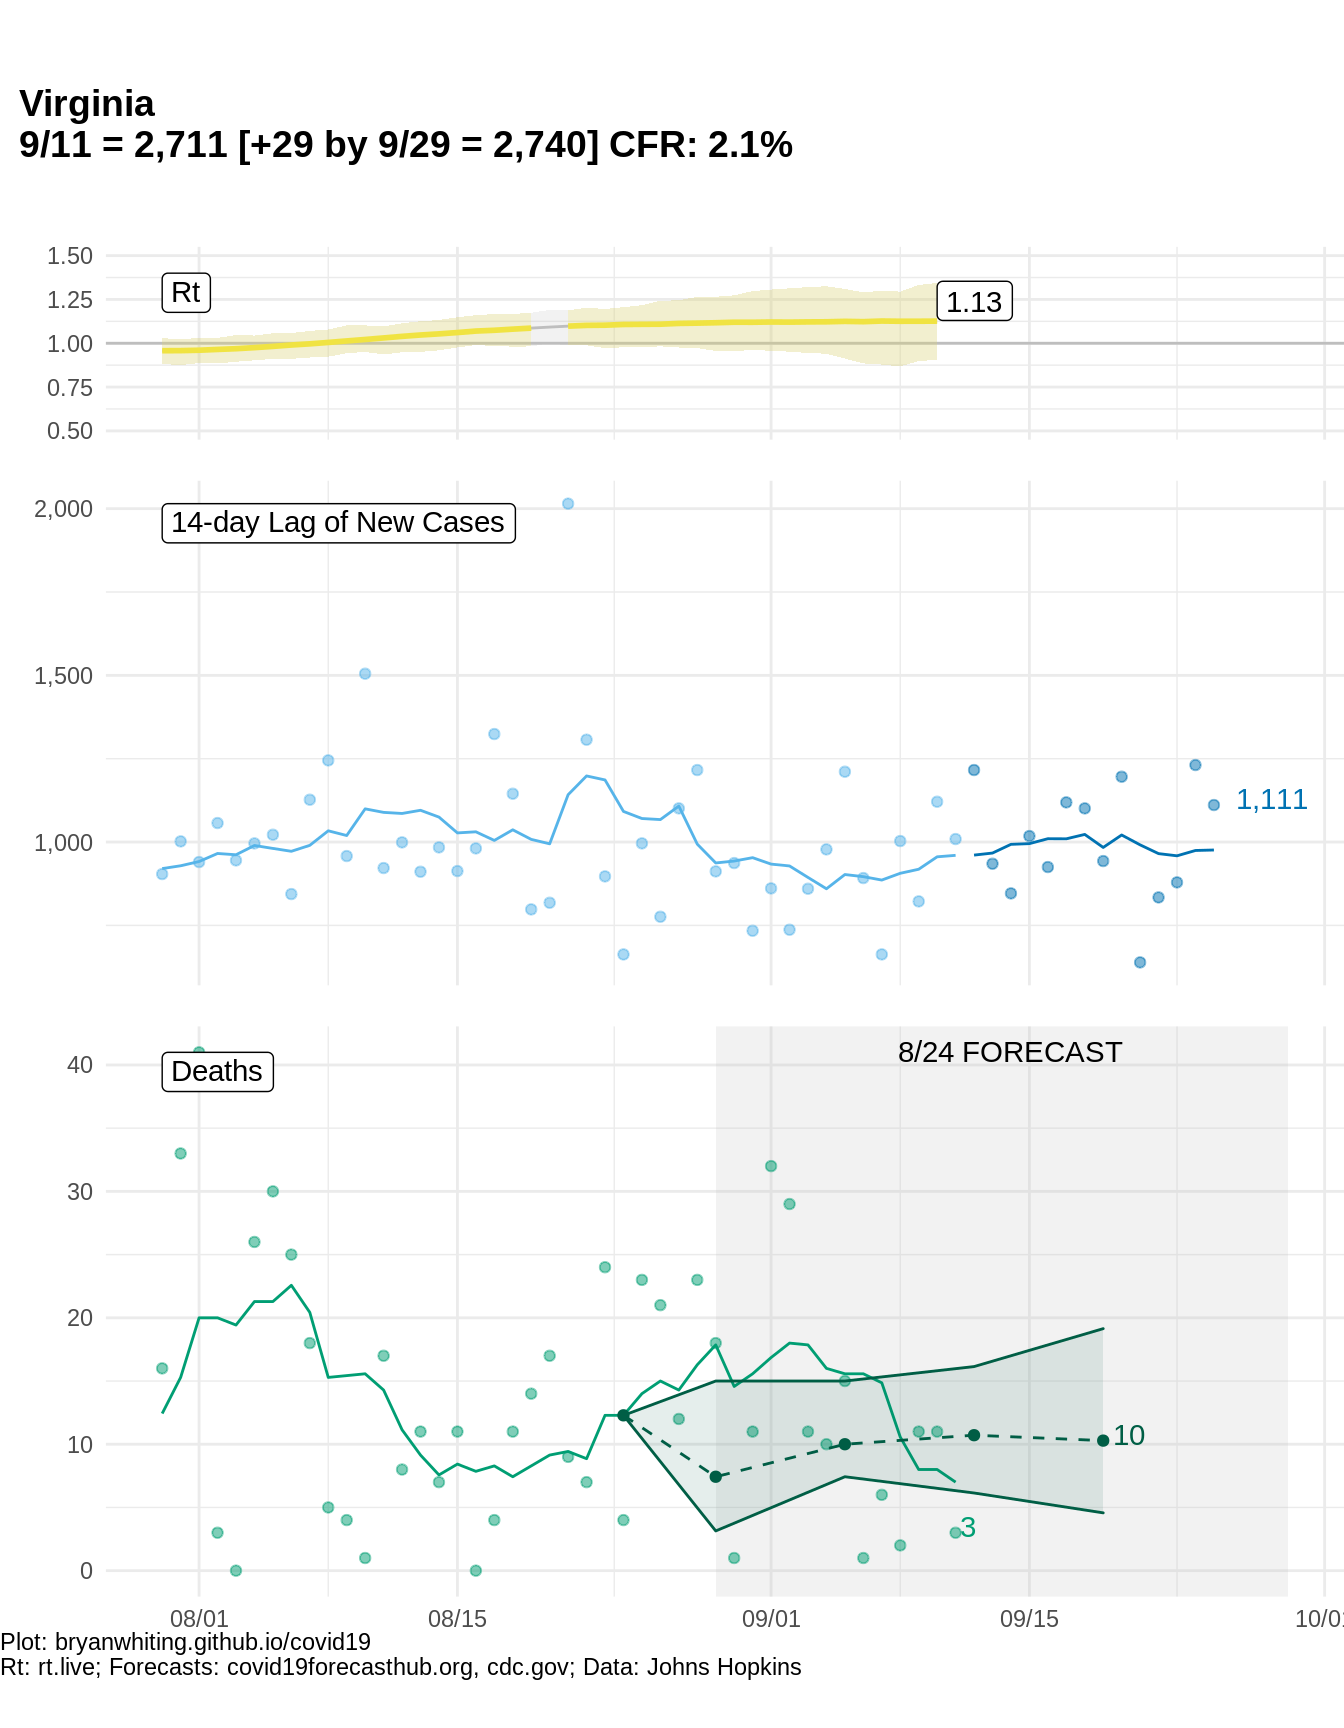 Virginia
9/11 = 2,711 [+29 by 9/29 = 2,740] CFR: 2.1%
1.50
1.25
1.00
0.75
0.50
Rt
1.13
2,000
1,500
1,000
14-day Lag of New Cases
1,111
40
30
20
10
0
Deaths
8/24 FORECAST
10
3
08/01
08/15
09/01
09/15
10/01
Plot: bryanwhiting.github.io/covid19
Rt: rt.live; Forecasts: covid19forecasthub.org, cdc.gov; Data: Johns Hopkins